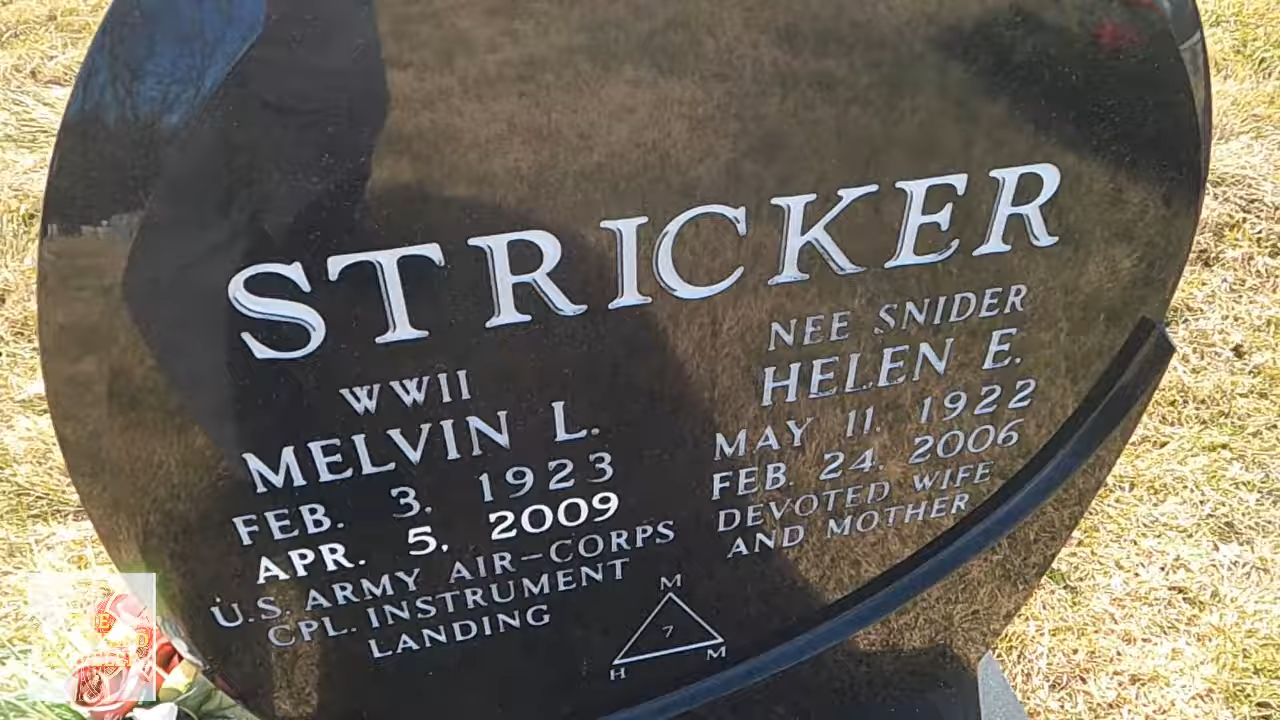 STRICKER
WWII
MELVIN L.
FEB. 3, 1923
APR. 5, 2009
U.S. ARMY AIR-CORPS
CPL. INSTRUMENT
LANDING
NEE SNIDER
HELEN E.
MAY 11, 1922
FEB. 24, 2006
DEVOTED WIFE
AND MOTHER
M
7
H M